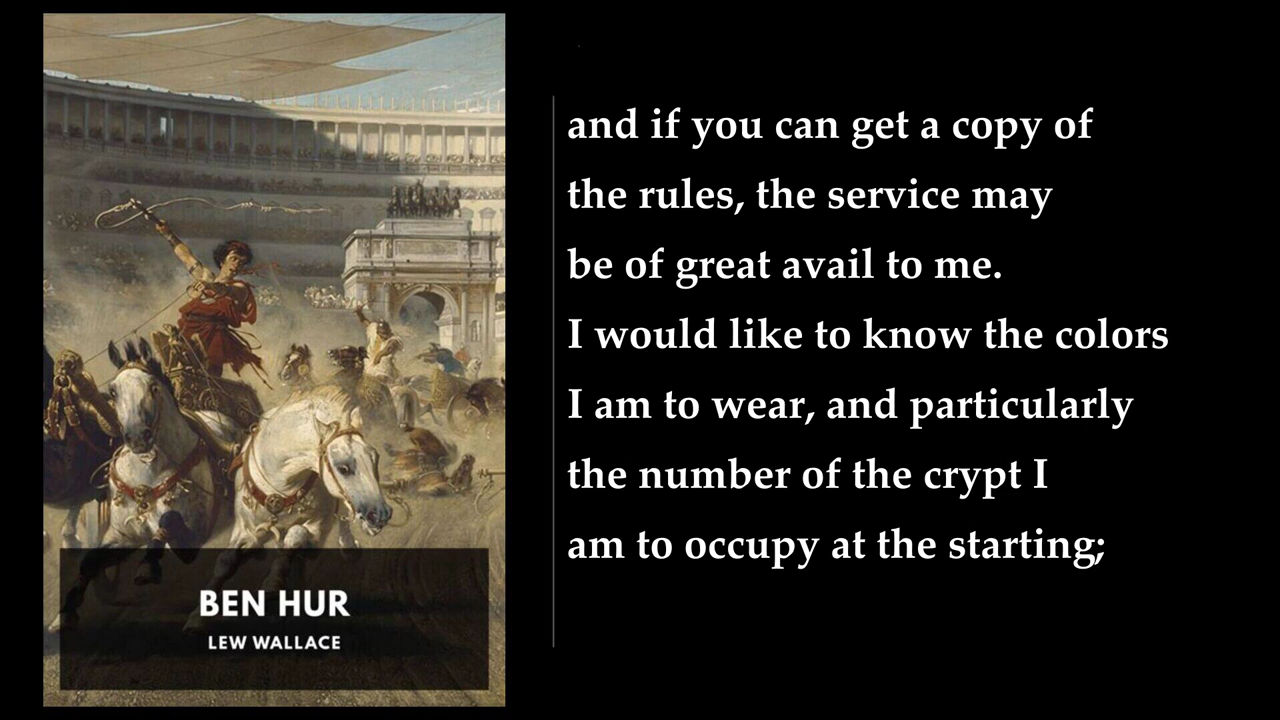 BEN HUR
LEW WALLACE
and if you can get a copy of
the rules, the service may
be of great avail to me.
I would like to know the colors
I am to wear, and particularly
the number of the crypt I
am to occupy at the starting;